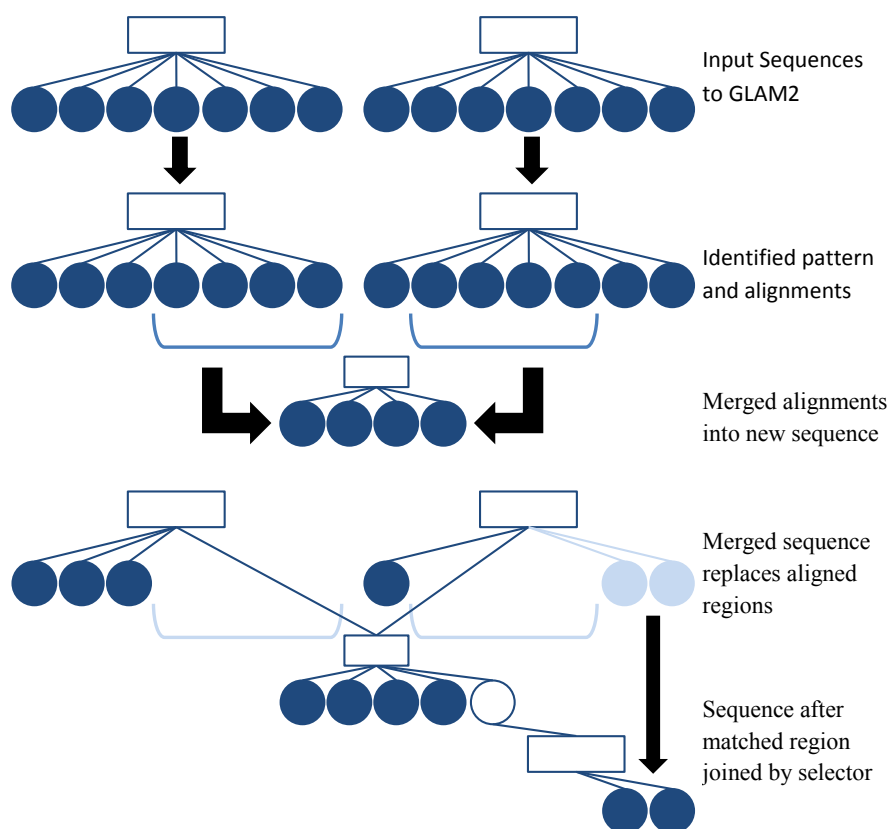 Input Sequences
to GLAM2
Identified pattern
and alignments
Merged alignments
into new sequence
Merged sequence
replaces aligned
regions
Sequence after
matched region
joined by selector